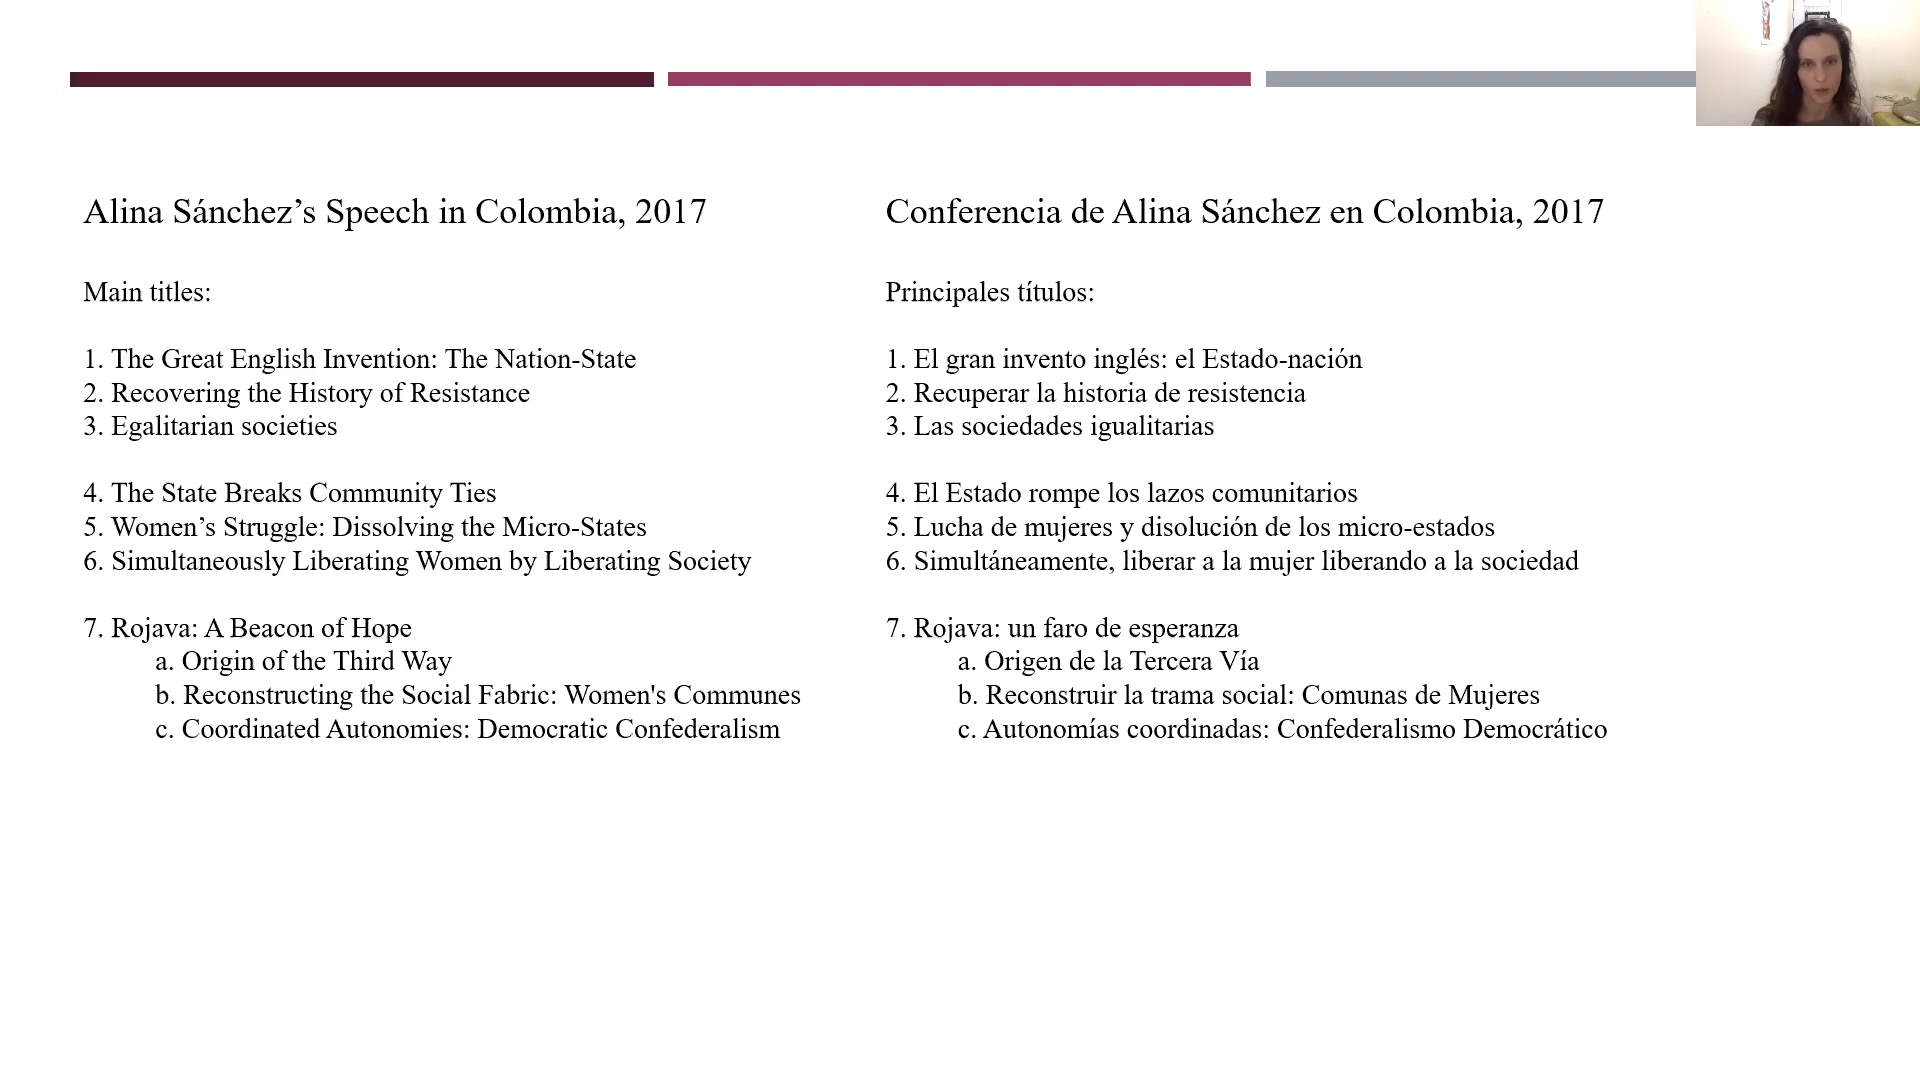 Alina Sánchez’s Speech in Colombia, 2017
Main titles:
1. The Great English Invention: The Nation-State
2. Recovering the History of Resistance
3. Egalitarian societies
4. The State Breaks Community Ties
5. Women’s Struggle: Dissolving the Micro-States
6. Simultaneously Liberating Women by Liberating Society
7. Rojava: A Beacon of Hope
a. Origin of the Third Way
b. Reconstructing the Social Fabric: Women's Communes
c. Coordinated Autonomies: Democratic Confederalism
Conferencia de Alina Sánchez en Colombia, 2017
Principales títulos:
1. El gran invento inglés: el Estado-nación
2. Recuperar la historia de resistencia
3. Las sociedades igualitarias
4. El Estado rompe los lazos comunitarios
5. Lucha de mujeres y disolución de los micro-estados
6. Simultáneamente, liberar a la mujer liberando a la sociedad
7. Rojava: un faro de esperanza
a. Origen de la Tercera Vía
b. Reconstruir la trama social: Comunas de Mujeres
c. Autonomías coordinadas: Confederalismo Democrático